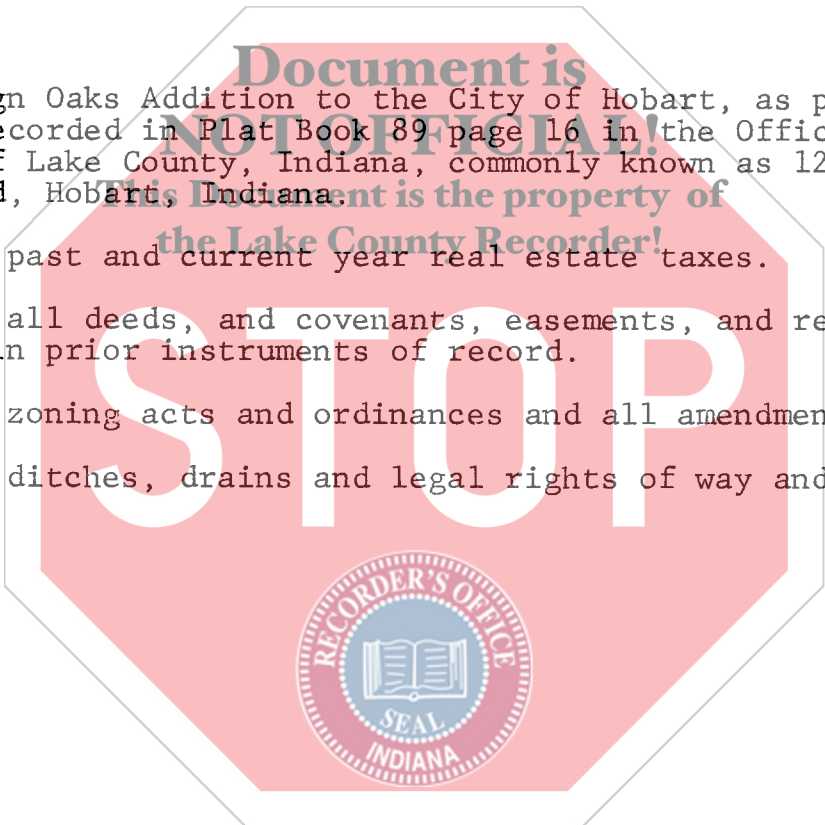 Document is
gn Oaks Addition to the City of Hobart, as p
NOT OFFICIAL!
ecorded in Plat Book 89 page 16 in the Offic
f Lake County, Indiana, commonly known as 12
d, Hobart, Indiana.
This Document is the property of
the Lake County Recorder!
past and current year real estate taxes.
all deeds, and covenants, easements, and re
n prior instruments of record.
STOP
zoning acts and ordinances and all amendmen
ditches, drains and legal rights of way and
RECORDER'S OFFICE
SEAL
INDIANA